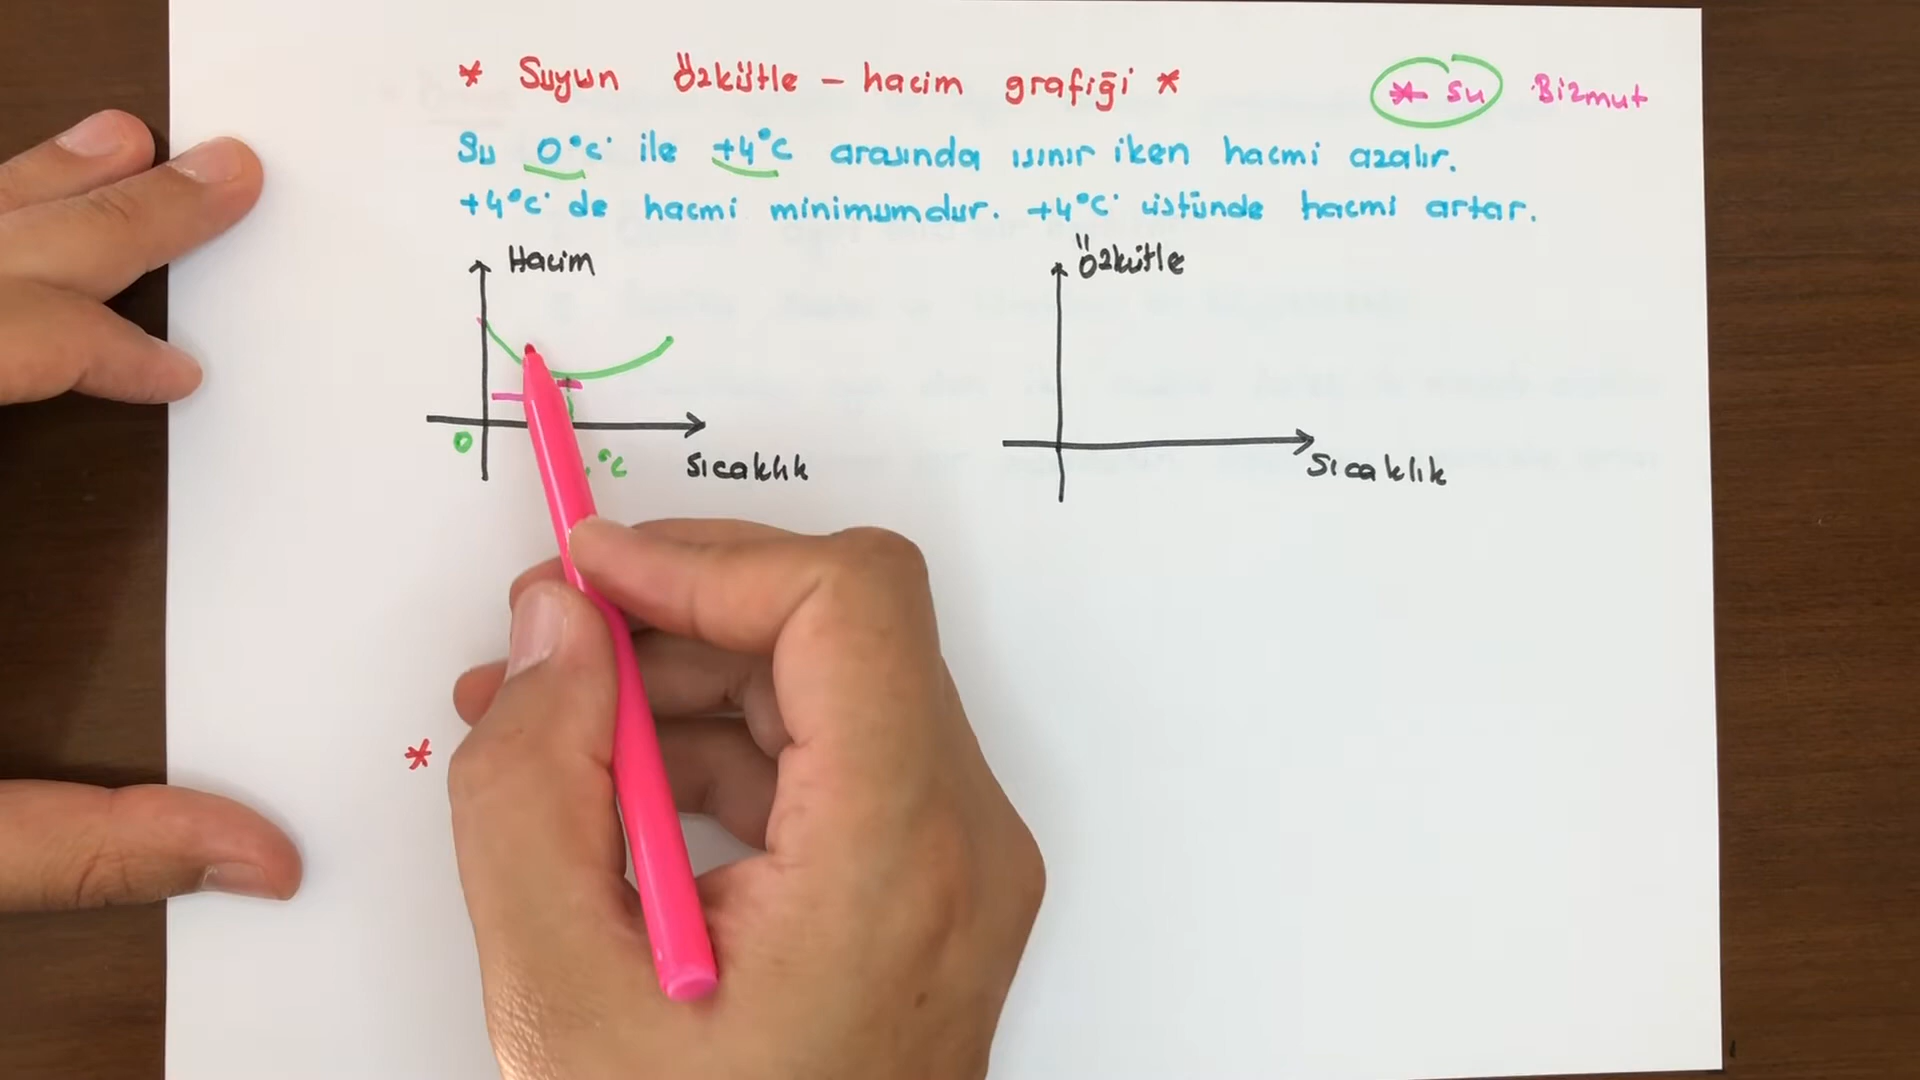 * Suyun Özkütle - hacim grafiği *
* Su Bizmut
Su 0°C ile +4°C arasında ısınır iken hacmi azalır.
+4°C de hacmi minimumdur. +4°C üstünde hacmi artar.
Hacim
Özkütle
0
°C
Sıcaklık
Sıcaklık
*